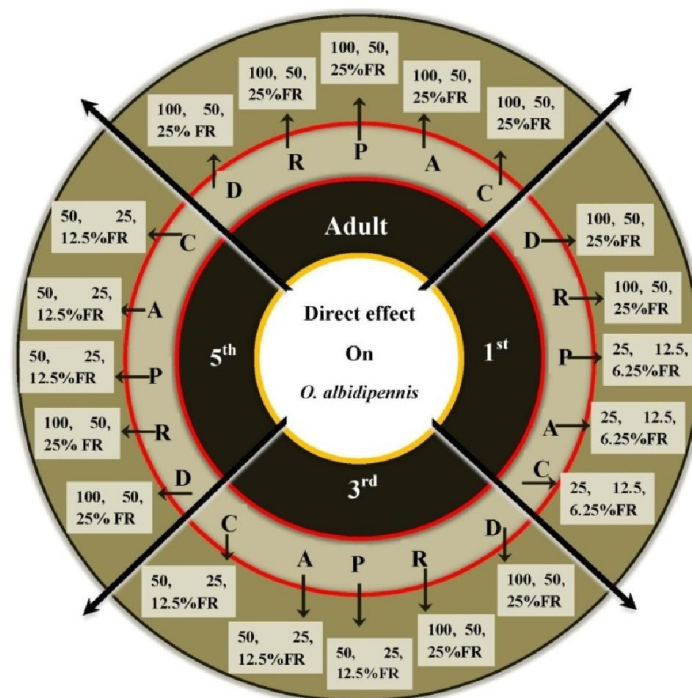 100, 50,
25%FR
100, 50,
25%FR
100, 50,
25%FR
100, 50,
25% FR
100, 50,
25%FR
D
R
P
A
C
Adult
50, 25,
12.5%FR
C
50, 25,
12.5%FR
A
50, 25,
12.5%FR
P
100, 50,
25% FR
R
100, 50,
25% FR
D
5th
Direct effect
On
O. albidipennis
1st
3rd
D
100, 50,
25%FR
R
100, 50,
25%FR
P
25, 12.5,
6.25%FR
A
25, 12.5,
6.25%FR
C
25, 12.5,
6.25%FR
C
A
P
R
D
50, 25,
12.5%FR
50, 25,
12.5%FR
50, 25,
12.5%FR
100, 50,
25%FR
100, 50,
25%FR